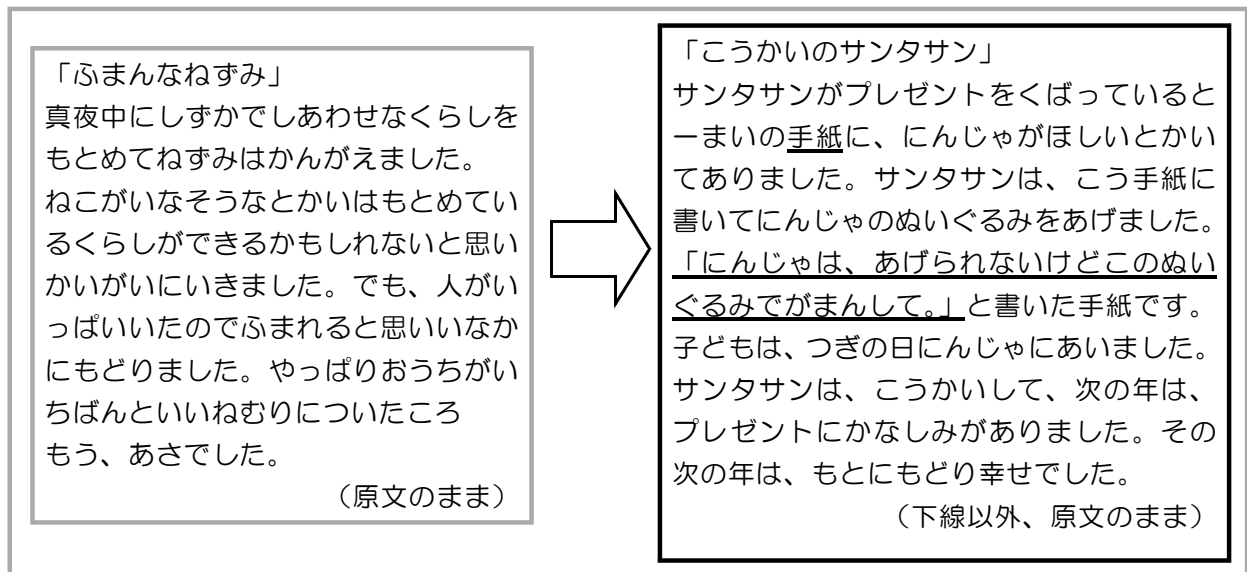 「ふまんなねずみ」
真夜中にしずかでしあわせなくらしを
もとめてねずみはかんがえました。
ねこがいなそうなとかいはもとめてい
るくらしができるかもしれないと思い
かいがいにいきました。でも、人がい
っぱいいたのでふまれると思いいなか
にもどりました。やっぱりおうちがい
ちばんといいねむりについたころ
もう、あさでした。
（原文のまま）
「こうかいのサンタサン」
サンタサンがプレゼントをくばっていると
一まいの手紙に、にんじゃがほしいとかい
てありました。サンタサンは、こう手紙に
書いてにんじゃのぬいぐるみをあげました。
「にんじゃは、あげられないけどこのぬい
ぐるみでがまんして。」と書いた手紙です。
子どもは、つぎの日にんじゃにあいました。
サンタサンは、こうかいして、次の年は、
プレゼントにかなしみがありました。その
次の年は、もとにもどり幸せでした。
（下線以外、原文のまま）